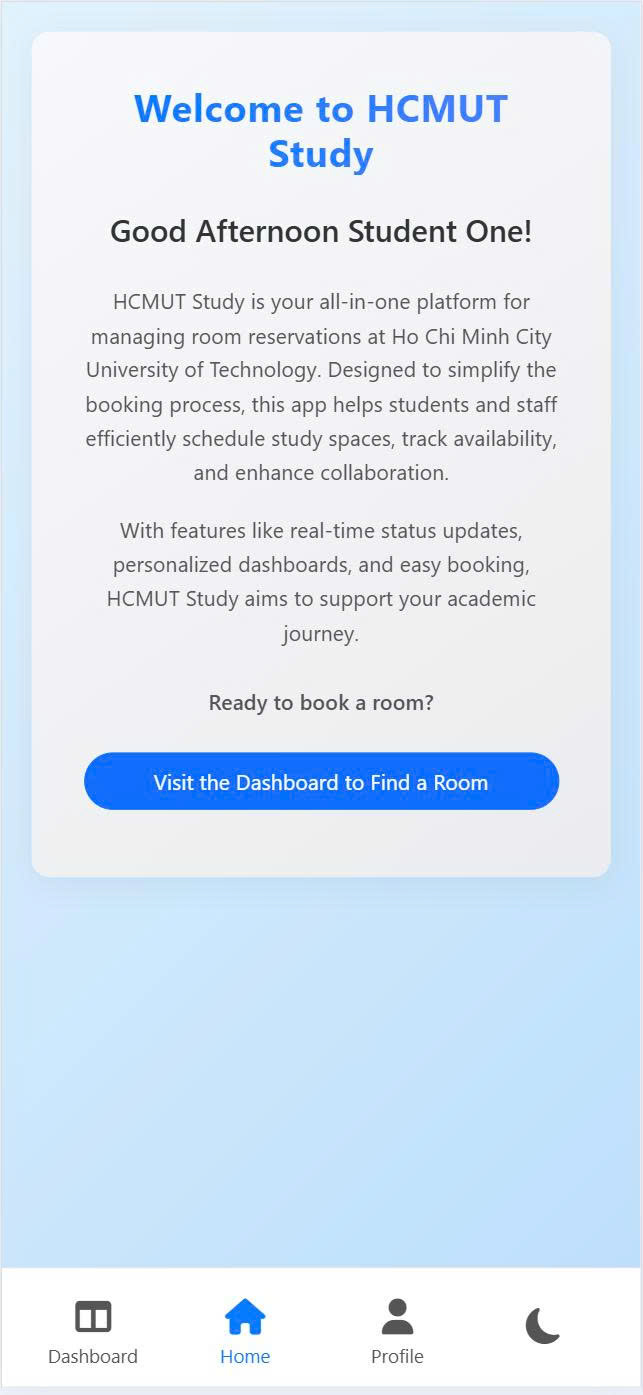 Welcome to HCMUT
Study
Good Afternoon Student One!
HCMUT Study is your all-in-one platform for
managing room reservations at Ho Chi Minh City
University of Technology. Designed to simplify the
booking process, this app helps students and staff
efficiently schedule study spaces, track availability,
and enhance collaboration.
With features like real-time status updates,
personalized dashboards, and easy booking,
HCMUT Study aims to support your academic
journey.
Ready to book a room?
Visit the Dashboard to Find a Room
Dashboard
Home
Profile